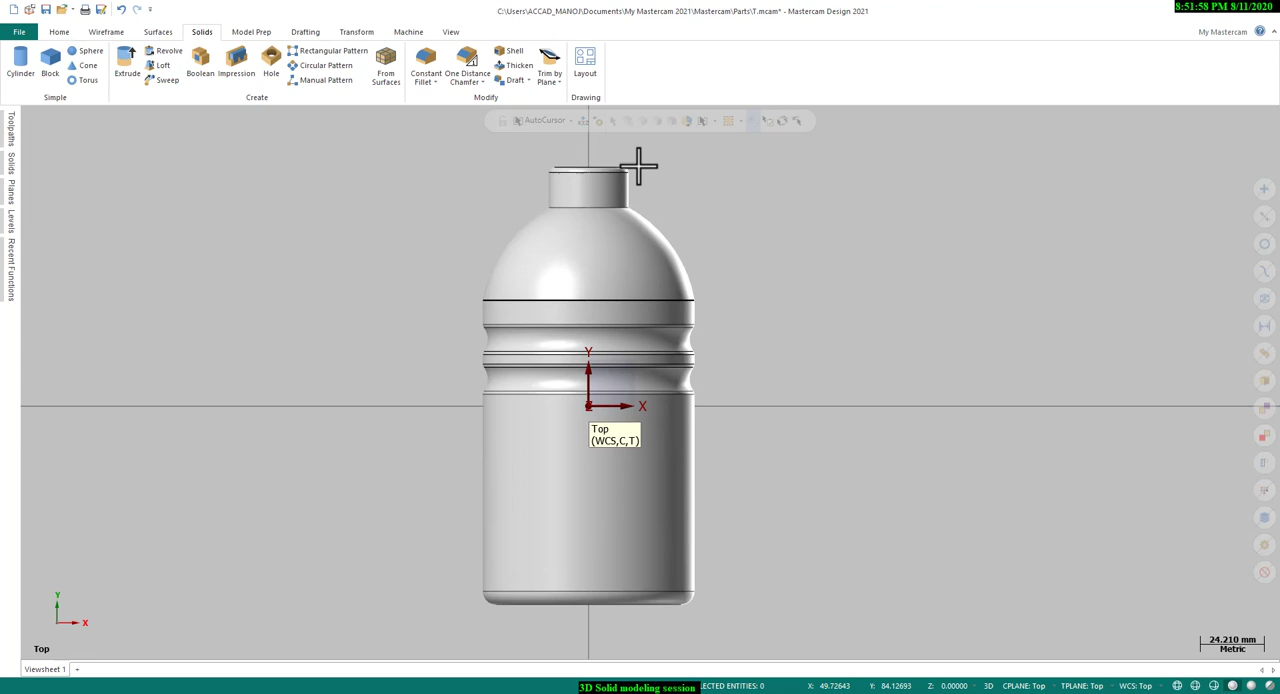 C:\Users\ACCAD_MANOJ\Documents\My Mastercam 2021\Mastercam\Parts\T.mcam* - Mastercam Design 2021
8:51:58 PM 8/11/2020
File Home Wireframe Surfaces Solids Model Prep Drafting Transform Machine View My Mastercam
Cylinder Block Sphere Cone Torus
Simple
Extrude Revolve Loft Sweep Boolean Impression Hole Rectangular Pattern Circular Pattern Manual Pattern From Surfaces
Create
Constant Fillet One Distance Chamfer Shell Thicken Draft Trim by Plane
Modify
Layout
Drawing
AutoCursor
Toolpaths
Solids
Planes
Levels
Recent Functions
Y
X
Z
Top
(WCS,C,T)
Y
X
Top
24.210 mm
Metric
Viewsheet 1 +
3D Solid modeling session
LECTED ENTITIES: 0 X: 49.72643 Y: 84.12693 Z: 0.00000 3D CPLANE: Top TPLANE: Top WCS: Top